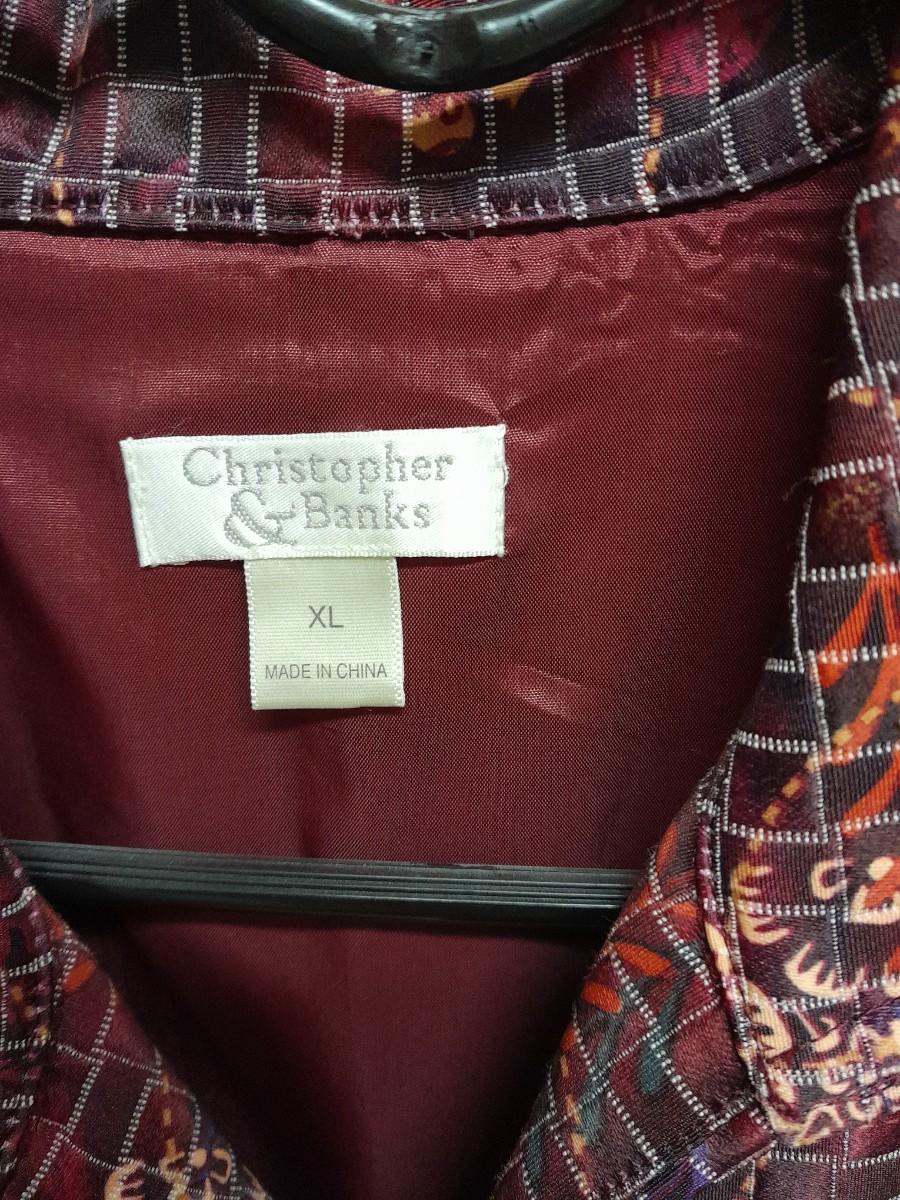 Christopher
& Banks
XL
MADE IN CHINA